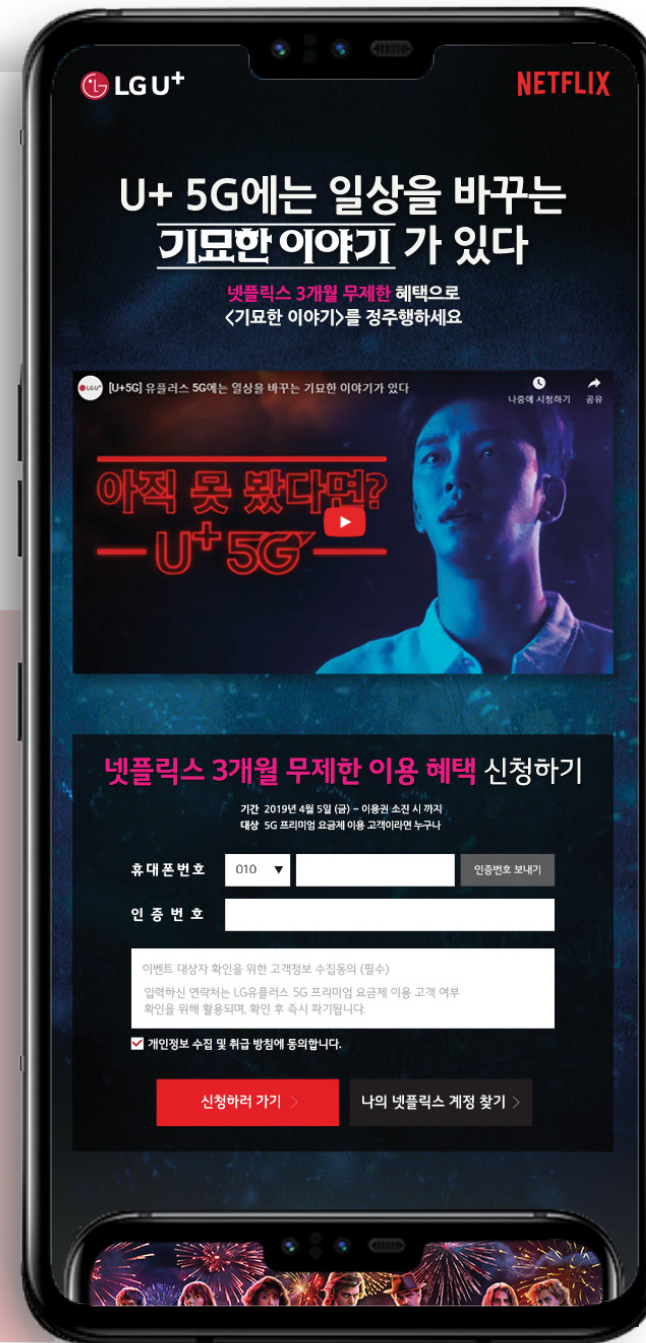 LG U+
NETFLIX
U+ 5G에는 일상을 바꾸는
기묘한 이야기 가 있다
넷플릭스 3개월 무제한 혜택으로
<기묘한 이야기>를 정주행하세요
LGU+ [U+5G] 유플러스 5G에는 일상을 바꾸는 기묘한 이야기가 있다
나중에 시청하기 공유
아직 못 봤다면?
U+5G
넷플릭스 3개월 무제한 이용 혜택 신청하기
기간 2019년 4월 5일 (금) ~ 이용권 소진 시 까지
대상 5G 프리미엄 요금제 이용 고객이라면 누구나
휴대폰번호 010 ▼ 인증번호 보내기
인 증 번 호
이벤트 대상자 확인을 위한 고객정보 수집동의 (필수)
입력하신 연락처는 LG유플러스 5G 프리미엄 요금제 이용 고객 여부
확인을 위해 활용되며, 확인 후 즉시 파기됩니다.
개인정보 수집 및 취급 방침에 동의합니다.
신청하러 가기 > 나의 넷플릭스 계정 찾기 >